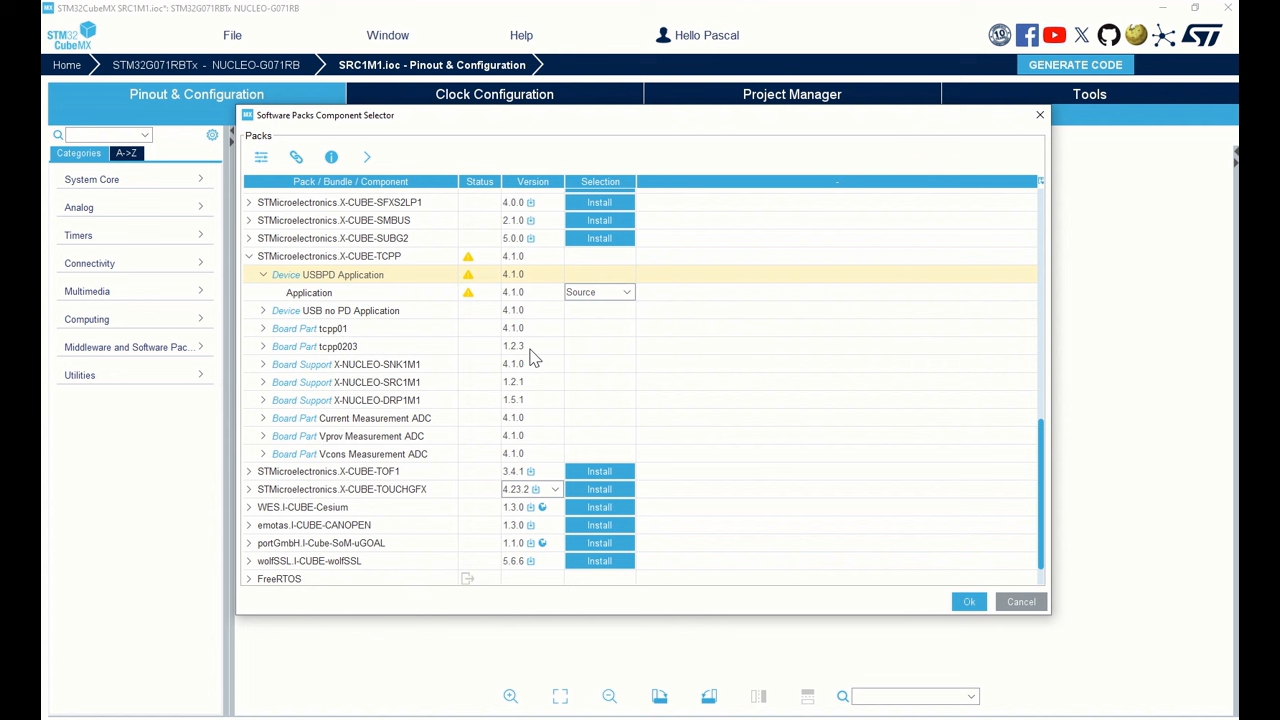 MX STM32CubeMX SRC1M1.ioc*: STM32G071RBTx NUCLEO-G071RB
STM32 CubeMX File Window Help Hello Pascal 10 ST
Home STM32G071RBTx - NUCLEO-G071RB SRC1M1.ioc - Pinout & Configuration GENERATE CODE
Pinout & Configuration Clock Configuration Project Manager Tools
MX Software Packs Component Selector
Packs
Categories A->Z
System Core
Analog
Timers
Connectivity
Multimedia
Computing
Middleware and Software Pac...
Utilities
Pack / Bundle / Component Status Version Selection -
STMicroelectronics.X-CUBE-SFXS2LP1 4.0.0 Install
STMicroelectronics.X-CUBE-SMBUS 2.1.0 Install
STMicroelectronics.X-CUBE-SUBG2 5.0.0 Install
STMicroelectronics.X-CUBE-TCPP 4.1.0
Device USBPD Application 4.1.0
Application 4.1.0 Source
Device USB no PD Application 4.1.0
Board Part tcpp01 4.1.0
Board Part tcpp0203 1.2.3
Board Support X-NUCLEO-SNK1M1 4.1.0
Board Support X-NUCLEO-SRC1M1 1.2.1
Board Support X-NUCLEO-DRP1M1 1.5.1
Board Part Current Measurement ADC 4.1.0
Board Part Vprov Measurement ADC 4.1.0
Board Part Vcons Measurement ADC 4.1.0
STMicroelectronics.X-CUBE-TOF1 3.4.1 Install
STMicroelectronics.X-CUBE-TOUCHGFX 4.23.2 Install
WES.I-CUBE-Cesium 1.3.0 Install
emotas.I-CUBE-CANOPEN 1.3.0 Install
portGmbH.I-Cube-SoM-uGOAL 1.1.0 Install
wolfSSL.I-CUBE-wolfSSL 5.6.6 Install
FreeRTOS
Ok Cancel